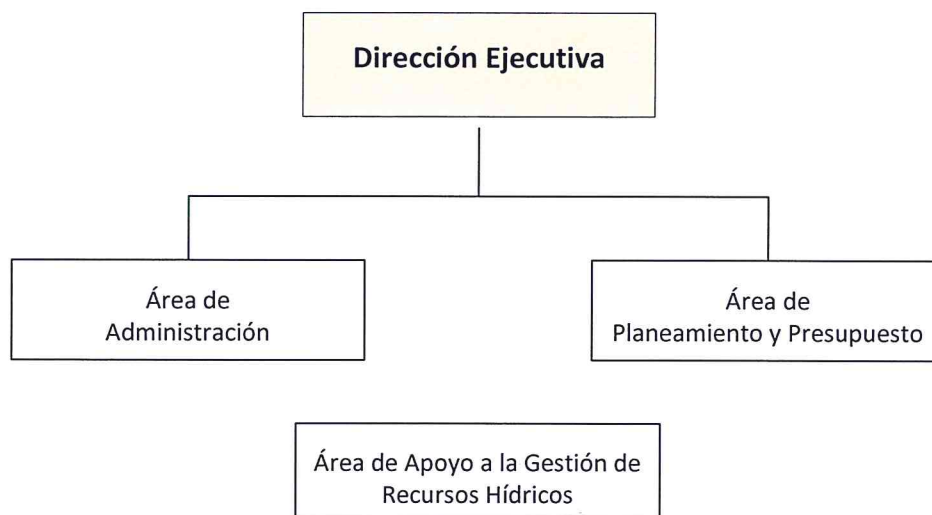 Dirección Ejecutiva
Área de
Administración
Área de
Planeamiento y Presupuesto
Área de Apoyo a la Gestión de
Recursos Hídricos